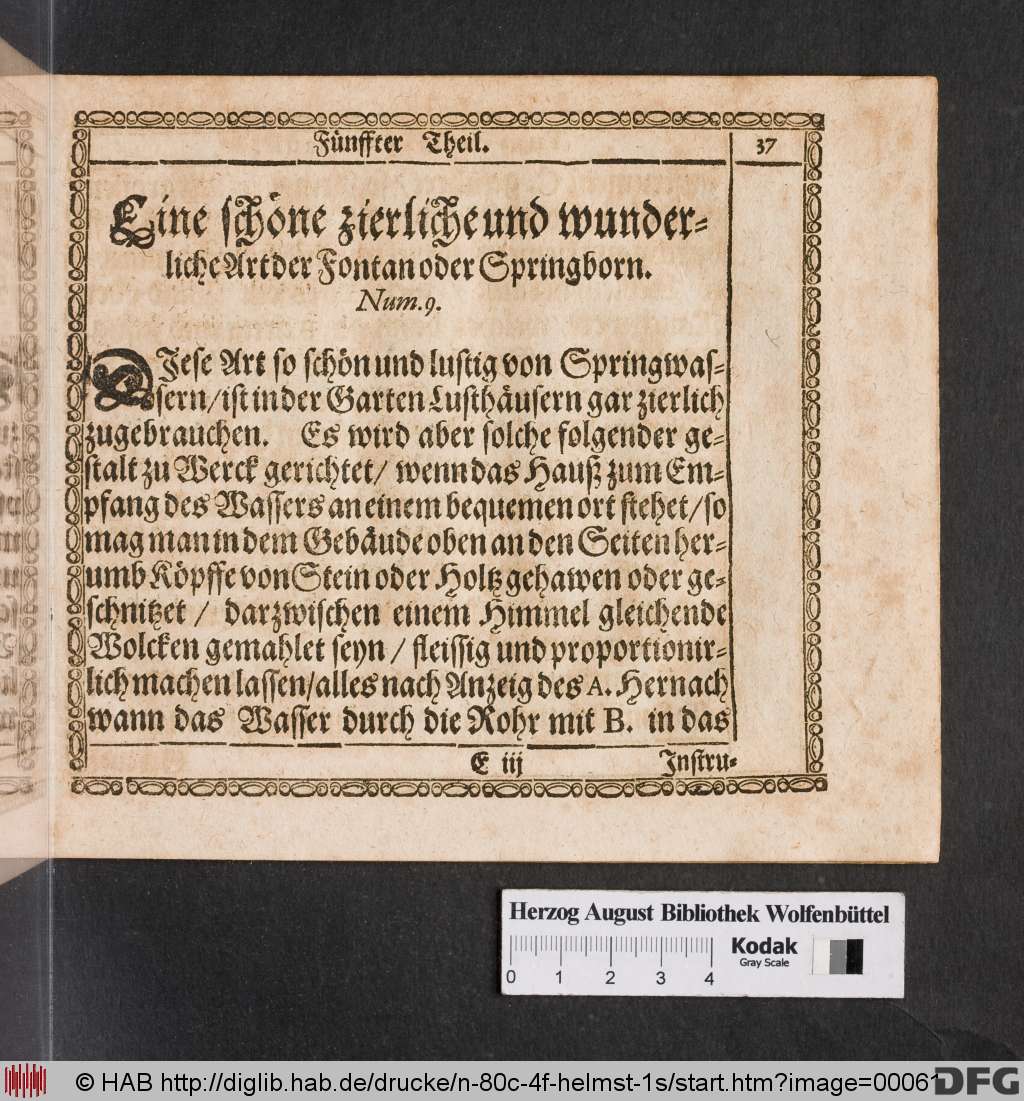 Fünffter Theil.
37
Eine schöne zierliche und wunder-
liche Art der Fontan oder Springborn.
Num. 9.
DJese Art so schön und lustig von Springwas-
sern/ ist in der Garten Lusthäusern gar zierlich
zugebrauchen. Es wird aber solche folgender ge-
stalt zu Werck gerichtet/ wenn das Hauß zum Em-
pfang des Wassers an einem bequemen ort stehet/ so
mag man in dem Gebäude oben an den Seiten her-
umb Köpffe von Stein oder Holtz gehawen oder ge-
schnitzet / darzwischen einem Himmel gleichende
Wolcken gemahlet seyn / fleissig und proportionir-
lich machen lassen/ alles nach Anzeig des A. Hernach
wann das Wasser durch die Rohr mit B. in das
E iij
Jnstru-
Herzog August Bibliothek Wolfenbüttel
Kodak
Gray Scale
0 1 2 3 4
© HAB http://diglib.hab.de/drucke/n-80c-4f-helmst-1s/start.htm?image=00061
DFG